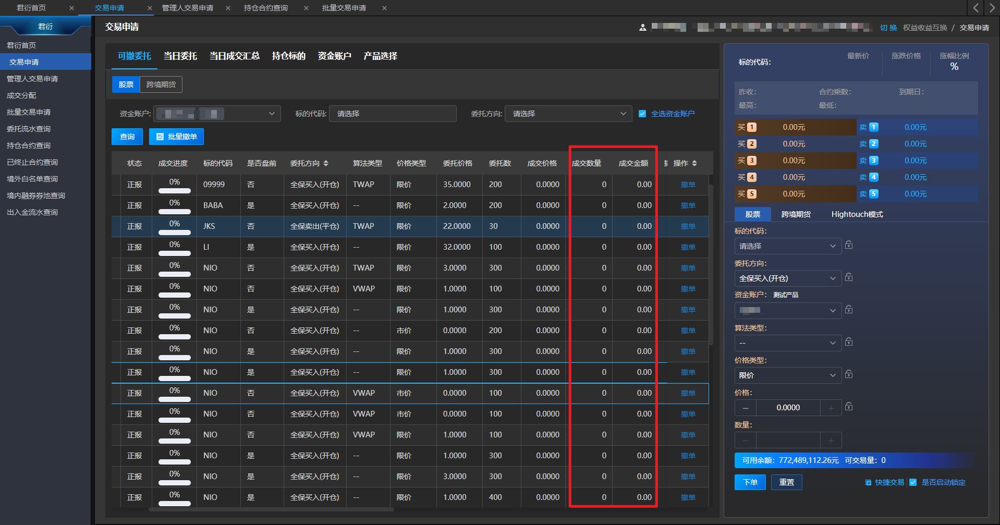 君衍首页 × 交易申请 × 管理人交易申请 × 持仓合约查询 × 批量交易申请 ×
君衍
君衍首页
交易申请
管理人交易申请
成交分配
批量交易申请
委托流水查询
持仓合约查询
已终止合约查询
境外白名单查询
境内融券券池查询
出入金流水查询
交易申请
切 换 权益收益互换 / 交易申请
可撤委托 当日委托 当日成交汇总 持仓标的 资金账户 产品选择
股票 跨境期货
资金账户: 标的代码: 请选择 委托方向: 请选择 全选资金账户
查询 批量撤单
状态 成交进度 标的代码 是否盘前 委托方向 算法类型 价格类型 委托价格 委托数 成交价格 成交数量 成交金额 操作
正报 0% 09999 否 全保买入(开仓) TWAP 限价 35.0000 200 0.0000 0 0.00 撤单
正报 0% BABA 是 全保买入(开仓) -- 限价 2.0000 200 0.0000 0 0.00 撤单
正报 0% JKS 否 全保卖出(平仓) TWAP 限价 22.0000 30 0.0000 0 0.00 撤单
正报 0% LI 是 全保买入(开仓) -- 限价 32.0000 100 0.0000 0 0.00 撤单
正报 0% NIO 否 全保买入(开仓) TWAP 限价 3.0000 300 0.0000 0 0.00 撤单
正报 0% NIO 否 全保买入(开仓) VWAP 限价 1.0000 100 0.0000 0 0.00 撤单
正报 0% NIO 是 全保买入(开仓) -- 限价 1.0000 300 0.0000 0 0.00 撤单
正报 0% NIO 否 全保买入(开仓) -- 市价 0.0000 200 0.0000 0 0.00 撤单
正报 0% NIO 是 全保买入(开仓) -- 限价 1.0000 300 0.0000 0 0.00 撤单
正报 0% NIO 是 全保买入(开仓) -- 限价 1.0000 300 0.0000 0 0.00 撤单
正报 0% NIO 否 全保买入(开仓) VWAP 市价 0.0000 100 0.0000 0 0.00 撤单
正报 0% NIO 否 全保买入(开仓) VWAP 市价 0.0000 100 0.0000 0 0.00 撤单
正报 0% NIO 否 全保买入(开仓) VWAP 限价 1.0000 100 0.0000 0 0.00 撤单
正报 0% NIO 是 全保买入(开仓) -- 限价 1.0000 300 0.0000 0 0.00 撤单
正报 0% NIO 是 全保买入(开仓) -- 限价 3.0000 300 0.0000 0 0.00 撤单
正报 0% NIO 是 全保买入(开仓) -- 限价 1.0000 400 0.0000 0 0.00 撤单
标的代码: 最新价 涨跌价格 涨幅比例
%
昨收: 合约乘数: 到期日:
最高: 最低:
买 1 0.00元 卖 1 0.00元
买 2 0.00元 卖 2 0.00元
买 3 0.00元 卖 3 0.00元
买 4 0.00元 卖 4 0.00元
买 5 0.00元 卖 5 0.00元
股票 跨境期货 Hightouch模式
标的代码:
请选择
委托方向:
全保买入(开仓)
资金账户: 测试产品
算法类型:
--
价格类型:
限价
价格:
− 0.0000 +
数量:
− +
可用余额: 772,489,112.26元 可交易量: 0
下单 重置 快捷交易 是否启动锁定